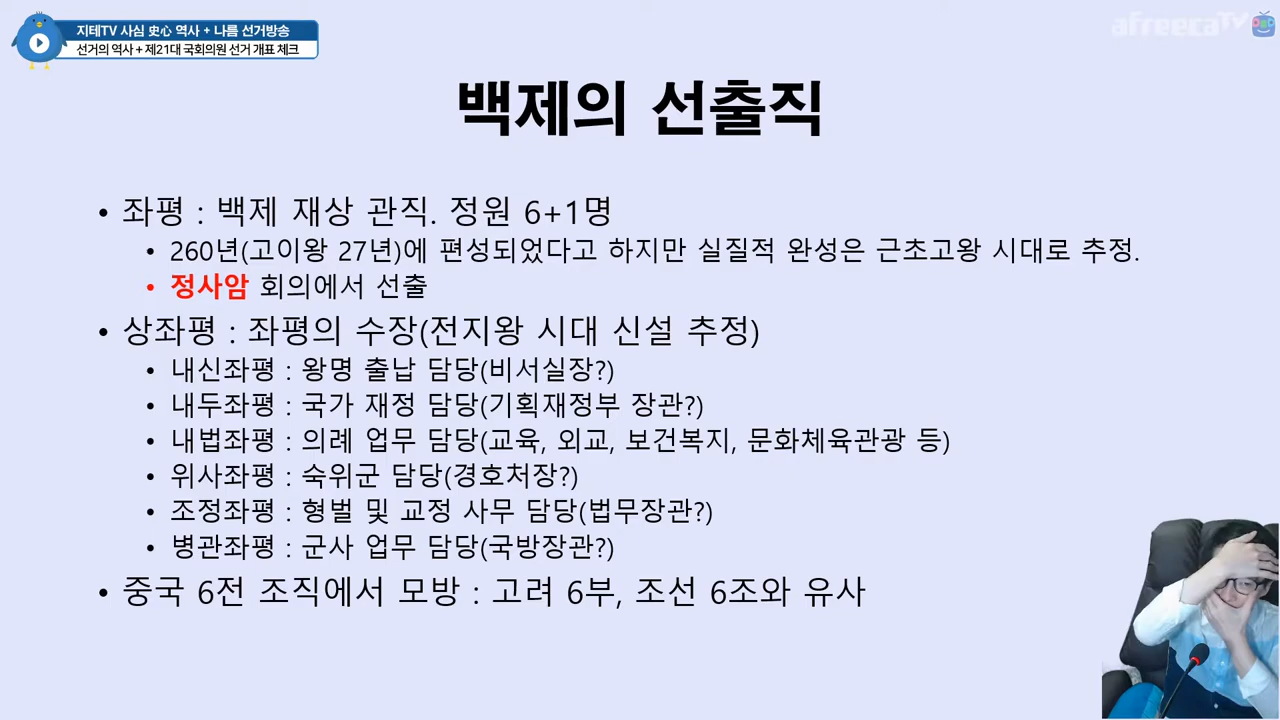 지테TV 사심 史心 역사 + 나름 선거방송
선거의 역사 + 제21대 국회의원 선거 개표 체크
afreecaTV
백제의 선출직
• 좌평 : 백제 재상 관직. 정원 6+1명
• 260년(고이왕 27년)에 편성되었다고 하지만 실질적 완성은 근초고왕 시대로 추정.
• 정사암 회의에서 선출
• 상좌평 : 좌평의 수장(전지왕 시대 신설 추정)
• 내신좌평 : 왕명 출납 담당(비서실장?)
• 내두좌평 : 국가 재정 담당(기획재정부 장관?)
• 내법좌평 : 의례 업무 담당(교육, 외교, 보건복지, 문화체육관광 등)
• 위사좌평 : 숙위군 담당(경호처장?)
• 조정좌평 : 형벌 및 교정 사무 담당(법무장관?)
• 병관좌평 : 군사 업무 담당(국방장관?)
• 중국 6전 조직에서 모방 : 고려 6부, 조선 6조와 유사